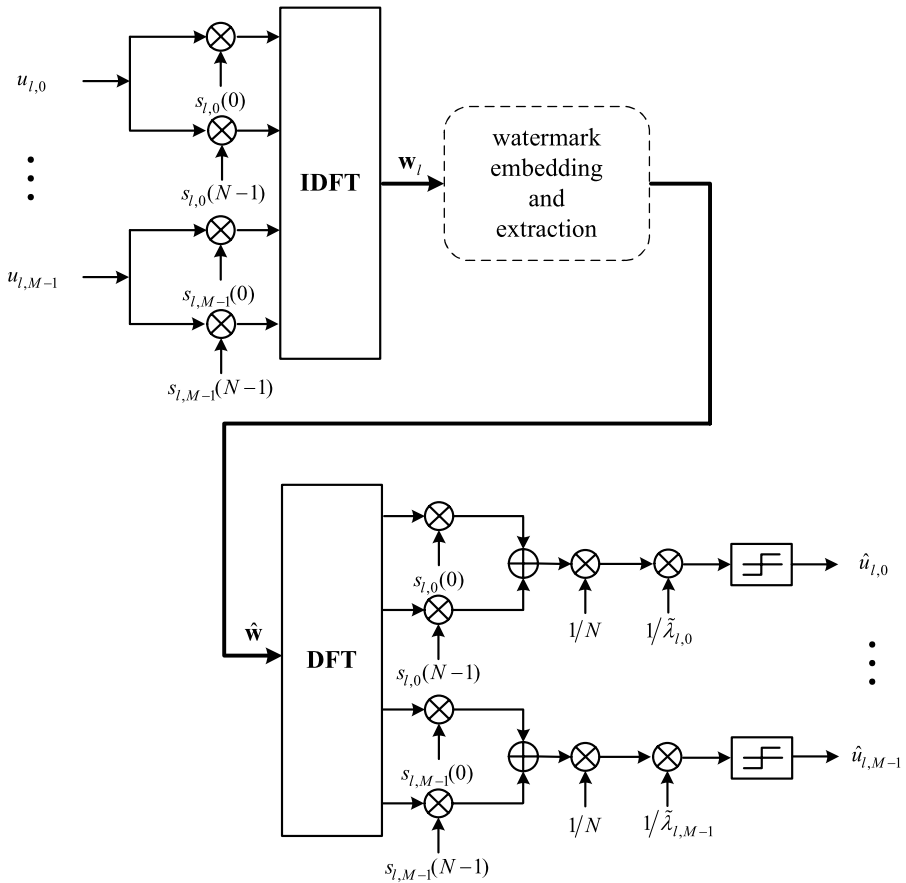 u_{l,0}
s_{l,0}(0)
s_{l,0}(N−1)
u_{l,M−1}
s_{l,M−1}(0)
s_{l,M−1}(N−1)
IDFT
w_l
watermark
embedding
and
extraction
ŵ
DFT
s_{l,0}(0)
s_{l,0}(N−1)
1/N
1/λ̃_{l,0}
û_{l,0}
s_{l,M−1}(0)
s_{l,M−1}(N−1)
1/N
1/λ̃_{l,M−1}
û_{l,M−1}